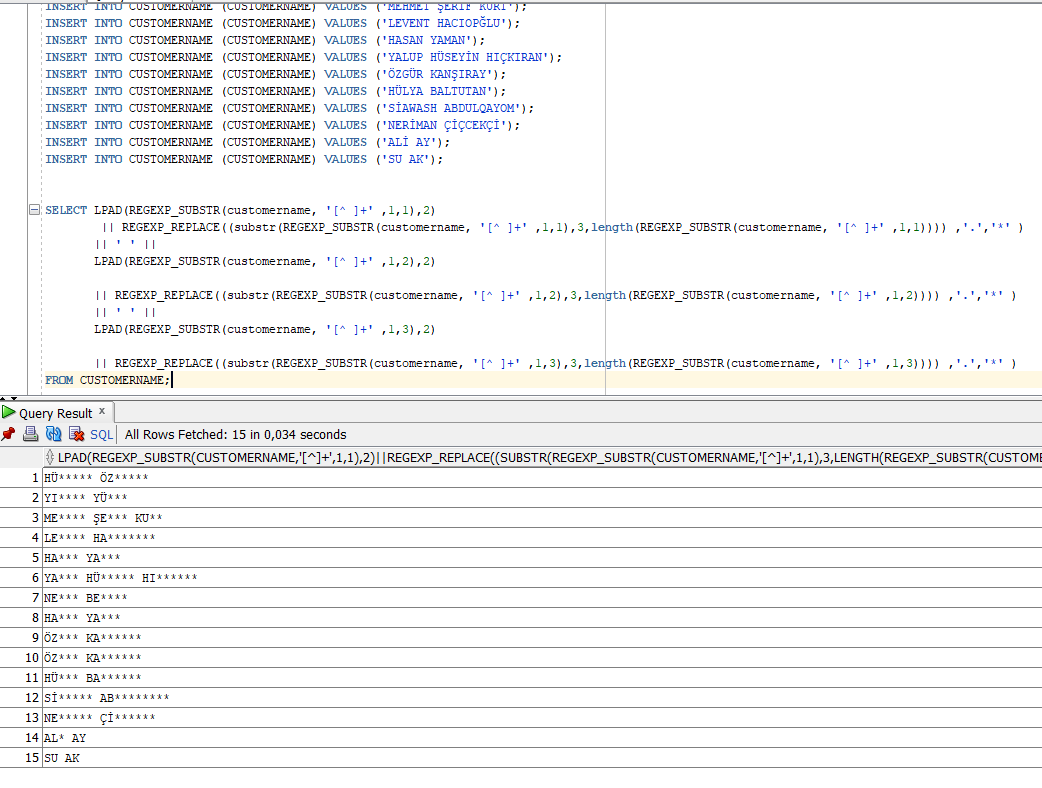 INSERT INTO CUSTOMERNAME (CUSTOMERNAME) VALUES ('MEHMET ŞERİF KURT');
INSERT INTO CUSTOMERNAME (CUSTOMERNAME) VALUES ('LEVENT HACIOPĞLU');
INSERT INTO CUSTOMERNAME (CUSTOMERNAME) VALUES ('HASAN YAMAN');
INSERT INTO CUSTOMERNAME (CUSTOMERNAME) VALUES ('YALUP HÜSEYİN HIÇKIRAN');
INSERT INTO CUSTOMERNAME (CUSTOMERNAME) VALUES ('ÖZGÜR KANŞIRAY');
INSERT INTO CUSTOMERNAME (CUSTOMERNAME) VALUES ('HÜLYA BALTUTAN');
INSERT INTO CUSTOMERNAME (CUSTOMERNAME) VALUES ('SİAWASH ABDULQAYOM');
INSERT INTO CUSTOMERNAME (CUSTOMERNAME) VALUES ('NERİMAN ÇİÇCEKÇİ');
INSERT INTO CUSTOMERNAME (CUSTOMERNAME) VALUES ('ALİ AY');
INSERT INTO CUSTOMERNAME (CUSTOMERNAME) VALUES ('SU AK');
SELECT LPAD(REGEXP_SUBSTR(customername, '[^ ]+' ,1,1),2)
|| REGEXP_REPLACE((substr(REGEXP_SUBSTR(customername, '[^ ]+' ,1,1),3,length(REGEXP_SUBSTR(customername, '[^ ]+' ,1,1)))) ,'.','*' )
|| ' ' ||
LPAD(REGEXP_SUBSTR(customername, '[^ ]+' ,1,2),2)
|| REGEXP_REPLACE((substr(REGEXP_SUBSTR(customername, '[^ ]+' ,1,2),3,length(REGEXP_SUBSTR(customername, '[^ ]+' ,1,2)))) ,'.','*' )
|| ' ' ||
LPAD(REGEXP_SUBSTR(customername, '[^ ]+' ,1,3),2)
|| REGEXP_REPLACE((substr(REGEXP_SUBSTR(customername, '[^ ]+' ,1,3),3,length(REGEXP_SUBSTR(customername, '[^ ]+' ,1,3)))) ,'.','*' )
FROM CUSTOMERNAME;
Query Result x
SQL All Rows Fetched: 15 in 0,034 seconds
LPAD(REGEXP_SUBSTR(CUSTOMERNAME,'[^]+',1,1),2)||REGEXP_REPLACE((SUBSTR(REGEXP_SUBSTR(CUSTOMERNAME,'[^]+',1,1),3,LENGTH(REGEXP_SUBSTR(CUSTOME
1 HÜ***** ÖZ*****
2 YI**** YÜ***
3 ME**** ŞE*** KU**
4 LE**** HA*******
5 HA*** YA***
6 YA*** HÜ***** HI******
7 NE*** BE****
8 HA*** YA***
9 ÖZ*** KA******
10 ÖZ*** KA******
11 HÜ*** BA******
12 Sİ***** AB********
13 NE***** Çİ******
14 AL* AY
15 SU AK